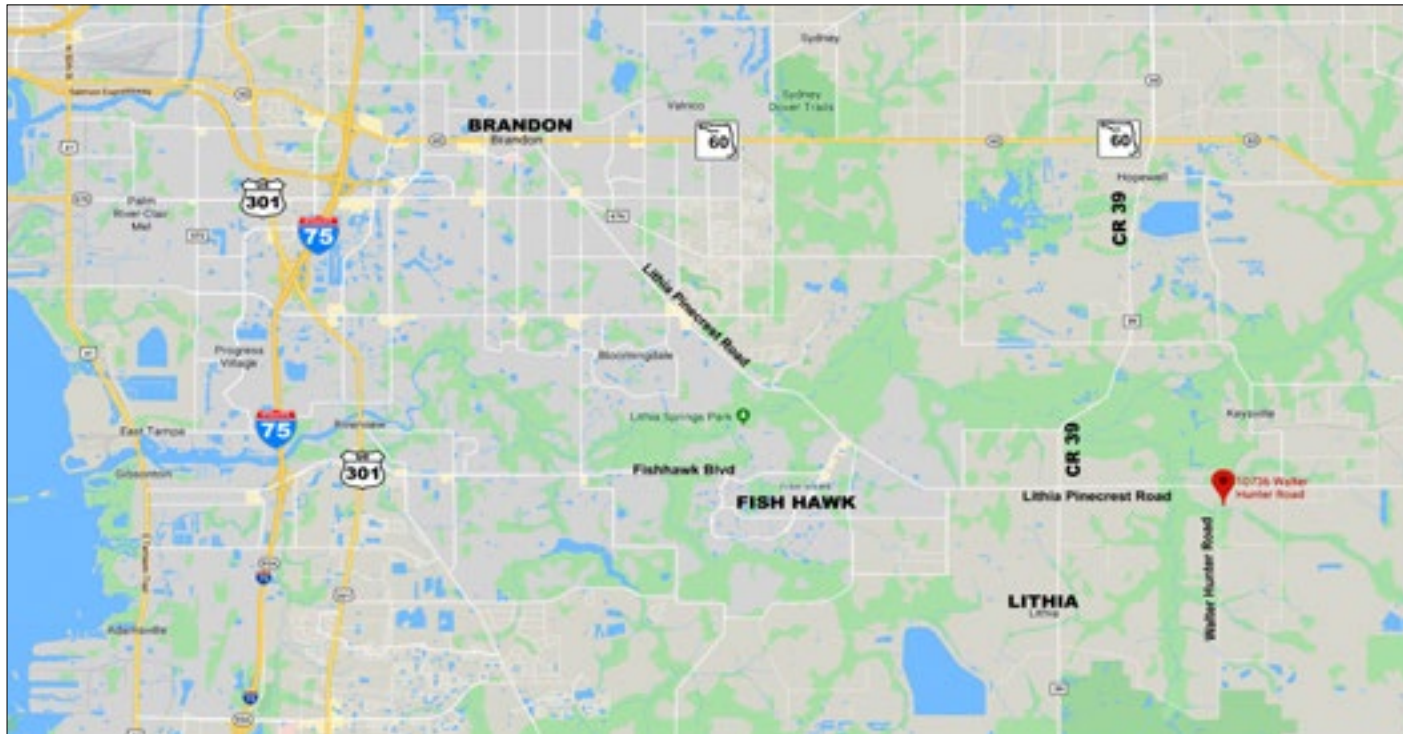 Sydney
BRANDON
Brandon
Valrico
Sydney
Dover Trails
60
60
Hopewell
301
75
Palm
River-Clair
Mel
CR 39
Lithia Pinecrest Road
Progress
Village
Bloomingdale
75
Lithia Springs Park
Keysville
East Tampa
Riverview
Gibsonton
301
Fishhawk Blvd
CR 39
FISH HAWK
FISH HAWK
Lithia Pinecrest Road
10736 Walter
Hunter Road
Walter Hunter Road
LITHIA
Lithia
Adamsville